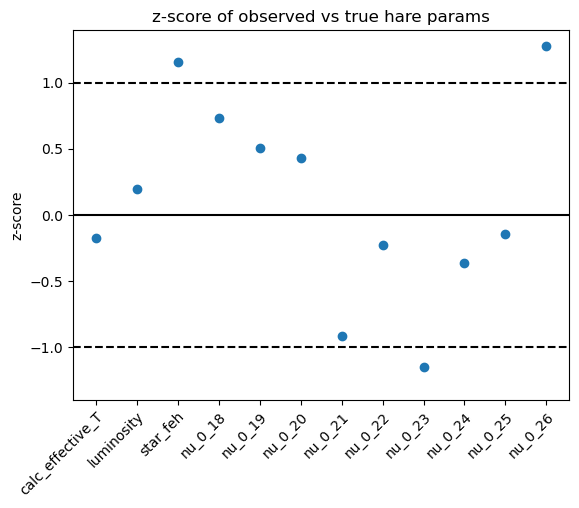 z-score of observed vs true hare params
z-score
1.0
0.5
0.0
−0.5
−1.0
calc_effective_T
luminosity
star_feh
nu_0_18
nu_0_19
nu_0_20
nu_0_21
nu_0_22
nu_0_23
nu_0_24
nu_0_25
nu_0_26